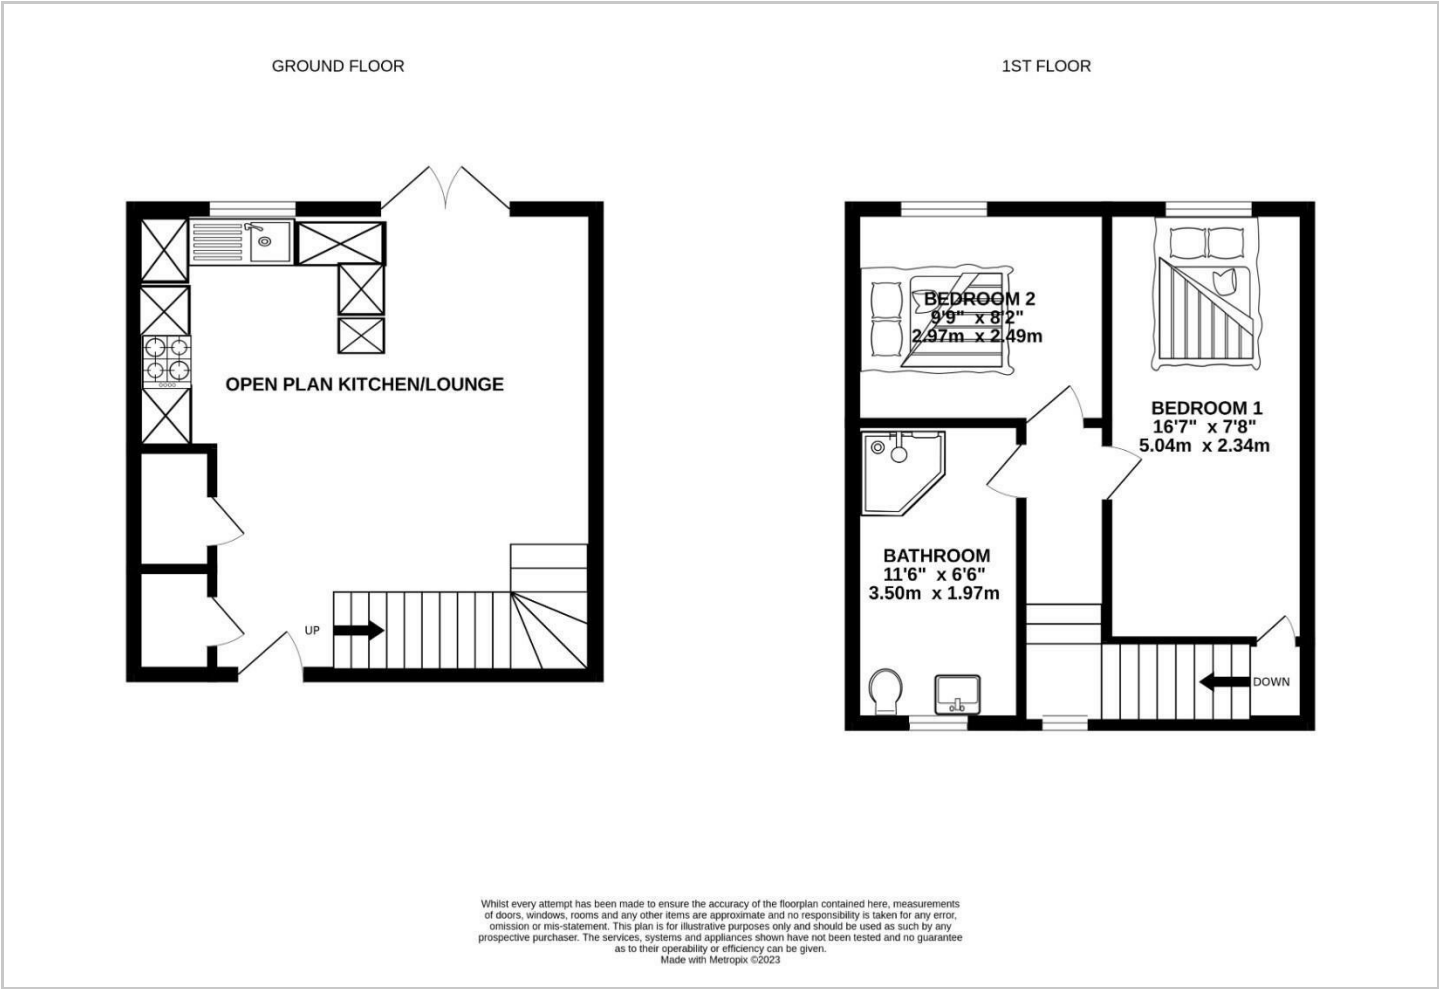 GROUND FLOOR
1ST FLOOR
OPEN PLAN KITCHEN/LOUNGE
UP
BEDROOM 2
9'9" x 8'2"
2.97m x 2.49m
BEDROOM 1
16'7" x 7'8"
5.04m x 2.34m
BATHROOM
11'6" x 6'6"
3.50m x 1.97m
DOWN
Whilst every attempt has been made to ensure the accuracy of the floorplan contained here, measurements
of doors, windows, rooms and any other items are approximate and no responsibility is taken for any error,
omission or mis-statement. This plan is for illustrative purposes only and should be used as such by any
prospective purchaser. The services, systems and appliances shown have not been tested and no guarantee
as to their operability or efficiency can be given.
Made with Metropix ©2023